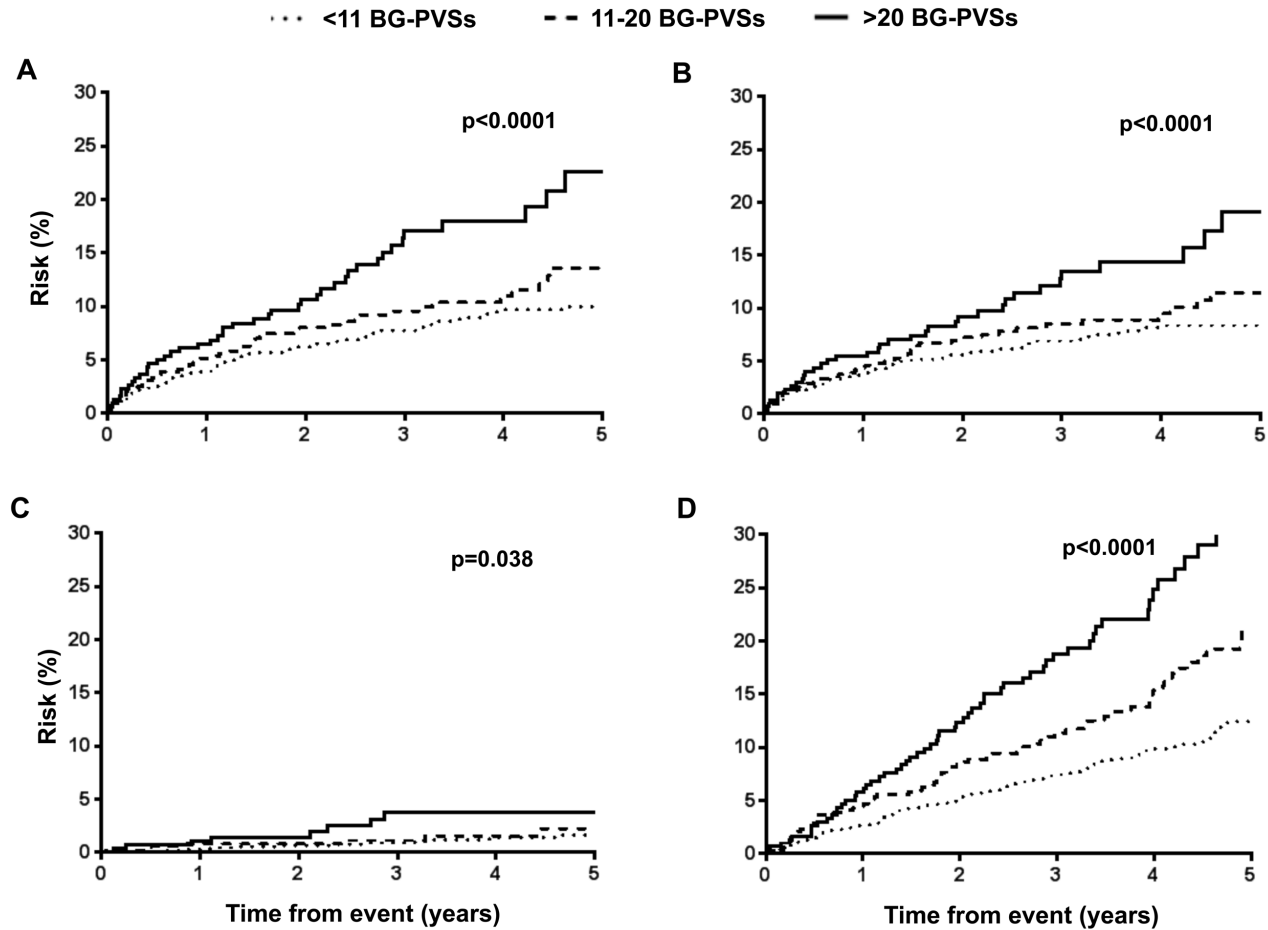 <11 BG-PVSs 11-20 BG-PVSs >20 BG-PVSs
A
30
25
20
15
10
5
0
Risk (%)
p<0.0001
0 1 2 3 4 5
B
30
25
20
15
10
5
0
p<0.0001
0 1 2 3 4 5
C
30
25
20
15
10
5
0
Risk (%)
p=0.038
0 1 2 3 4 5
Time from event (years)
D
30
25
20
15
10
5
0
p<0.0001
0 1 2 3 4 5
Time from event (years)